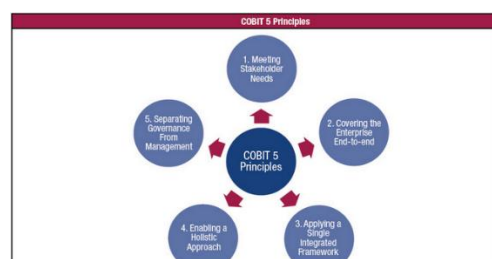 COBIT 5 Principles
1. Meeting
Stakeholder
Needs
5. Separating
Governance
From
Management
2. Covering the
Enterprise
End-to-end
COBIT 5
Principles
4. Enabling a
Holistic
Approach
3. Applying a
Single
Integrated
Framework